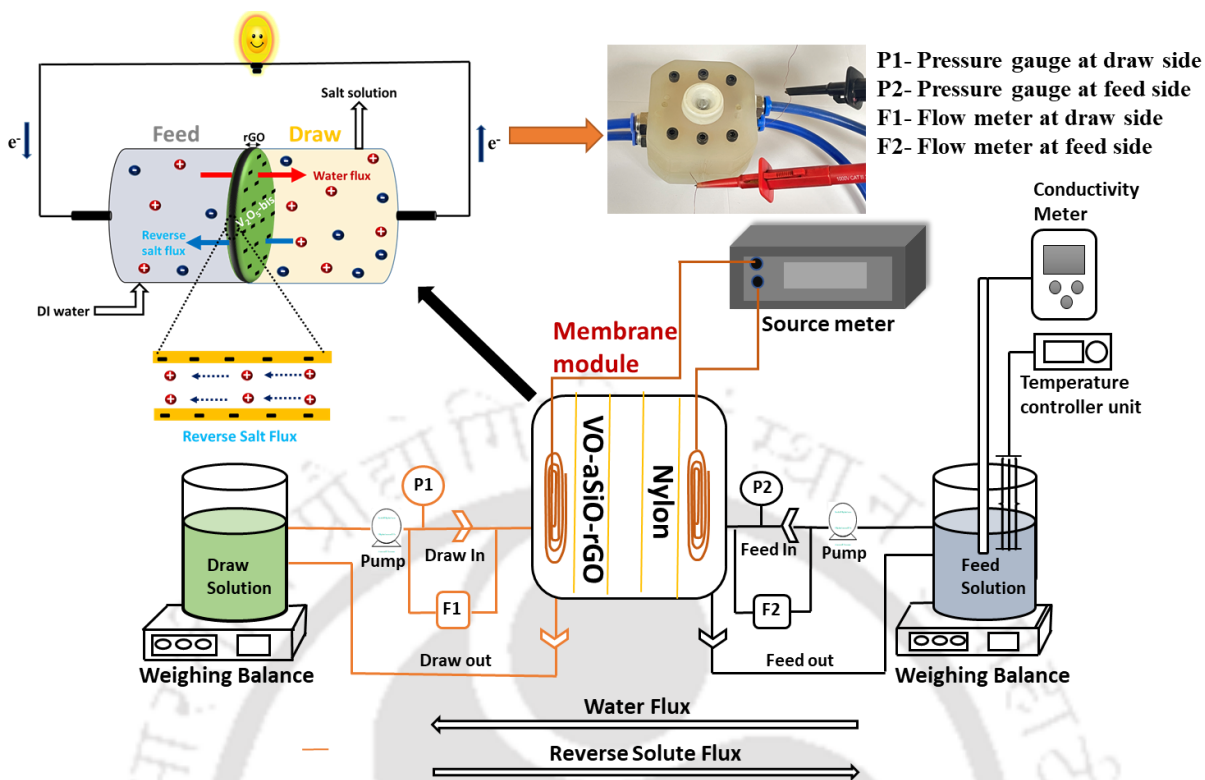 P1- Pressure gauge at draw side
P2- Pressure gauge at feed side
F1- Flow meter at draw side
F2- Flow meter at feed side
Salt solution
Feed
rGO
Draw
e-
e-
Water flux
V2O5-bis
Reverse
salt flux
DI water
Reverse Salt Flux
Conductivity
Meter
Source meter
Temperature
controller unit
Membrane
module
VO-aSiO-rGO
Nylon
P1
P2
Pump
Draw In
Feed In
Pump
Draw
Solution
F1
F2
Feed
Solution
Draw out
Feed out
Weighing Balance
Weighing Balance
Water Flux
Reverse Solute Flux